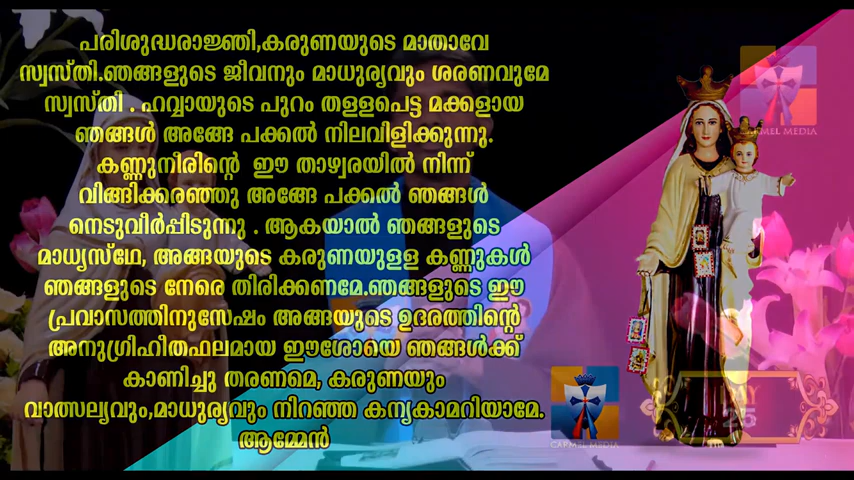 പരിശുദ്ധരാജ്ഞി,കരുണയുടെ മാതാവേ
സ്വസ്തി.ഞങ്ങളുടെ ജീവനും മാധുര്യവും ശരണവുമേ
സ്വസ്തീ . ഹവ്വായുടെ പുറം തള്ളപെട്ട മക്കളായ
ഞങ്ങൾ അങ്ങേ പക്കൽ നിലവിളിക്കുന്നു.
കണ്ണുനീരിന്റെ ഈ താഴ്വരയിൽ നിന്ന്
വിങ്ങിക്കരഞ്ഞു അങ്ങേ പക്കൽ ഞങ്ങൾ
നെടുവീർപ്പിടുന്നു . ആകയാൽ ഞങ്ങളുടെ
മാധ്യസ്ഥേ, അങ്ങയുടെ കരുണയുളള കണ്ണുകൾ
ഞങ്ങളുടെ നേരെ തിരിക്കണമേ.ഞങ്ങളുടെ ഈ
പ്രവാസത്തിനുസേഷം അങ്ങയുടെ ഉദരത്തിന്റെ
അനുഗ്രിഹീതഫലമായ ഈശോയെ ഞങ്ങൾക്ക്
കാണിച്ചു തരണമെ, കരുണയും
വാത്സല്യവും,മാധുര്യവും നിറഞ്ഞ കന്യകാമറിയാമേ.
ആമ്മേൻ
CARMEL MEDIA
CARMEL MEDIA
25